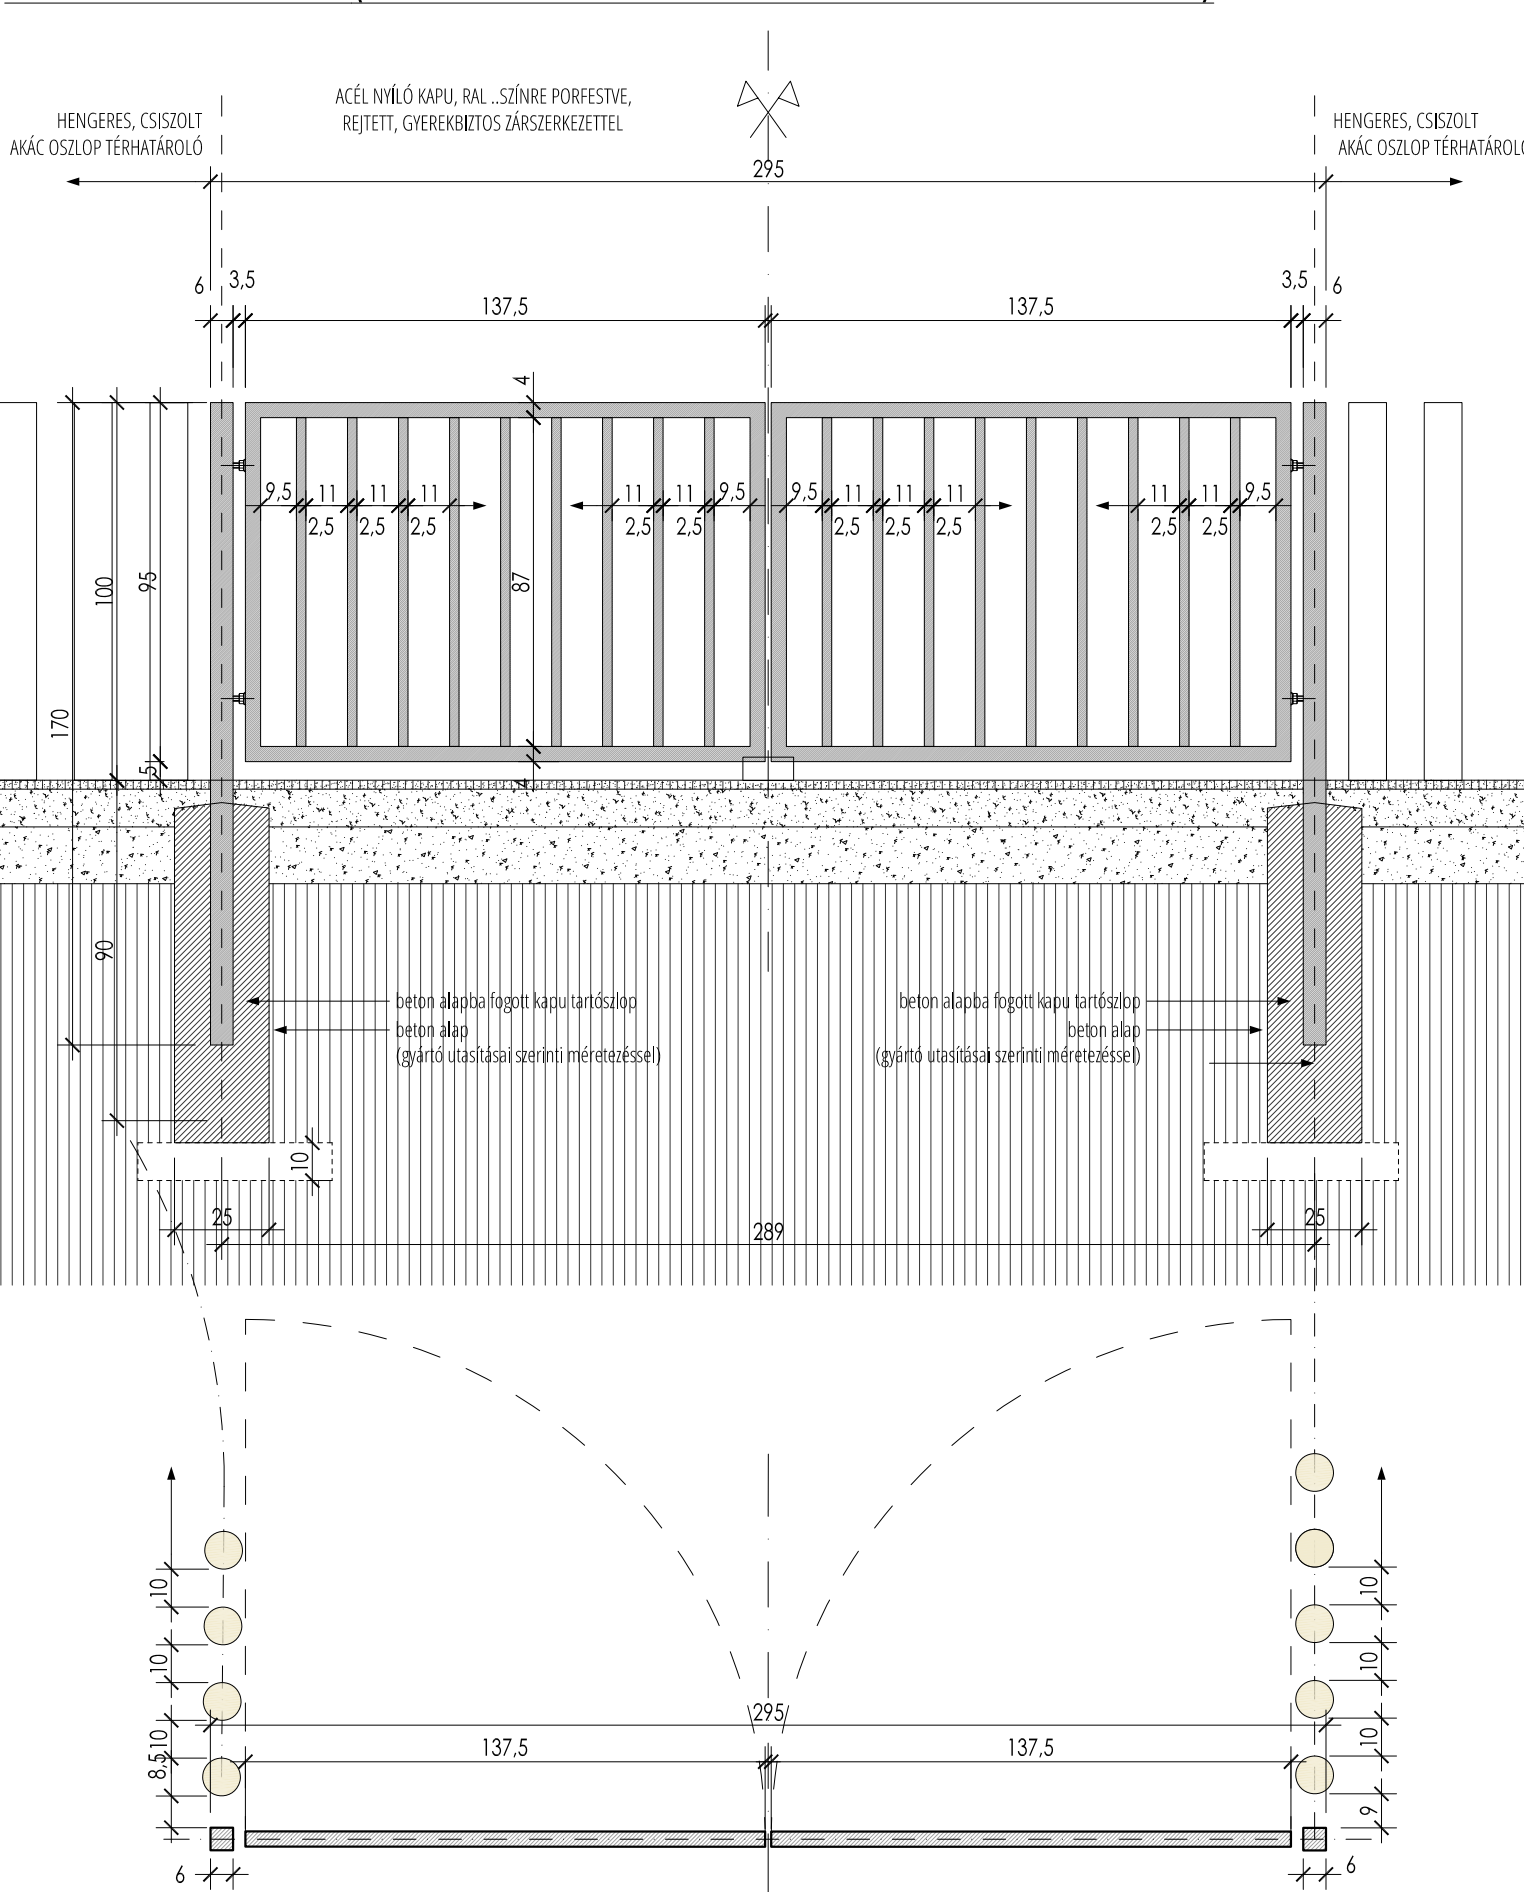 ACÉL NYÍLÓ KAPU, RAL ..SZÍNRE PORFESTVE,
REJTETT, GYEREKBIZTOS ZÁRSZERKEZETTEL
HENGERES, CSISZOLT
AKÁC OSZLOP TÉRHATÁROLÓ
HENGERES, CSISZOLT
AKÁC OSZLOP TÉRHATÁROLÓ
295
6 3,5 137,5 137,5 3,5 6
4
9,5 11 11 11 11 11 9,5 9,5 11 11 11 11 11 9,5
2,5 2,5 2,5 2,5 2,5 2,5 2,5 2,5 2,5 2,5
100 95 87
170
5 4
90
beton alapba fogott kapu tartószlop
beton alap
(gyártó utasításai szerinti méretezéssel)
beton alapba fogott kapu tartószlop
beton alap
(gyártó utasításai szerinti méretezéssel)
10
25 289 25
10 10
10 10
295
10 10
137,5 137,5
8,5 9
6 6